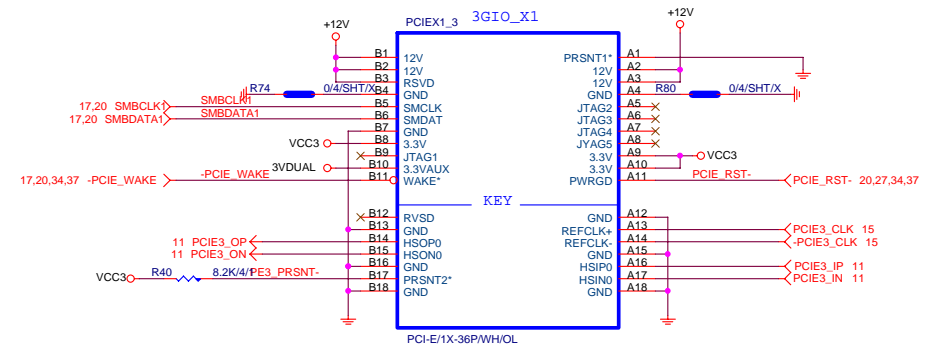 3GIO_X1
+12V
PCIEX1_3
+12V
B1 12V PRSNT1* A1
B2 12V 12V A2
B3 RSVD 12V A3
R74 0/4/SHT/X B4 GND GND A4 R80 0/4/SHT/X
17,20 SMBCLK1 SMBCLK1 B5 SMCLK JTAG2 A5
17,20 SMBDATA1 SMBDATA1 B6 SMDAT JTAG3 A6
B7 GND JTAG4 A7
VCC3 B8 3.3V JYAG5 A8
B9 JTAG1 3.3V A9 VCC3
3VDUAL B10 3.3VAUX 3.3V A10
17,20,34,37 -PCIE_WAKE -PCIE_WAKE B11 WAKE* PWRGD A11 PCIE_RST- PCIE_RST- 20,27,34,37
KEY
B12 RVSD GND A12
B13 GND REFCLK+ A13 PCIE3_CLK 15
11 PCIE3_OP B14 HSOP0 REFCLK- A14 -PCIE3_CLK 15
11 PCIE3_ON B15 HSON0 GND A15
B16 GND HSIP0 A16 PCIE3_IP 11
VCC3 R40 8.2K/4/1 PE3_PRSNT- B17 PRSNT2* HSIN0 A17 PCIE3_IN 11
B18 GND GND A18
PCI-E/1X-36P/WH/OL